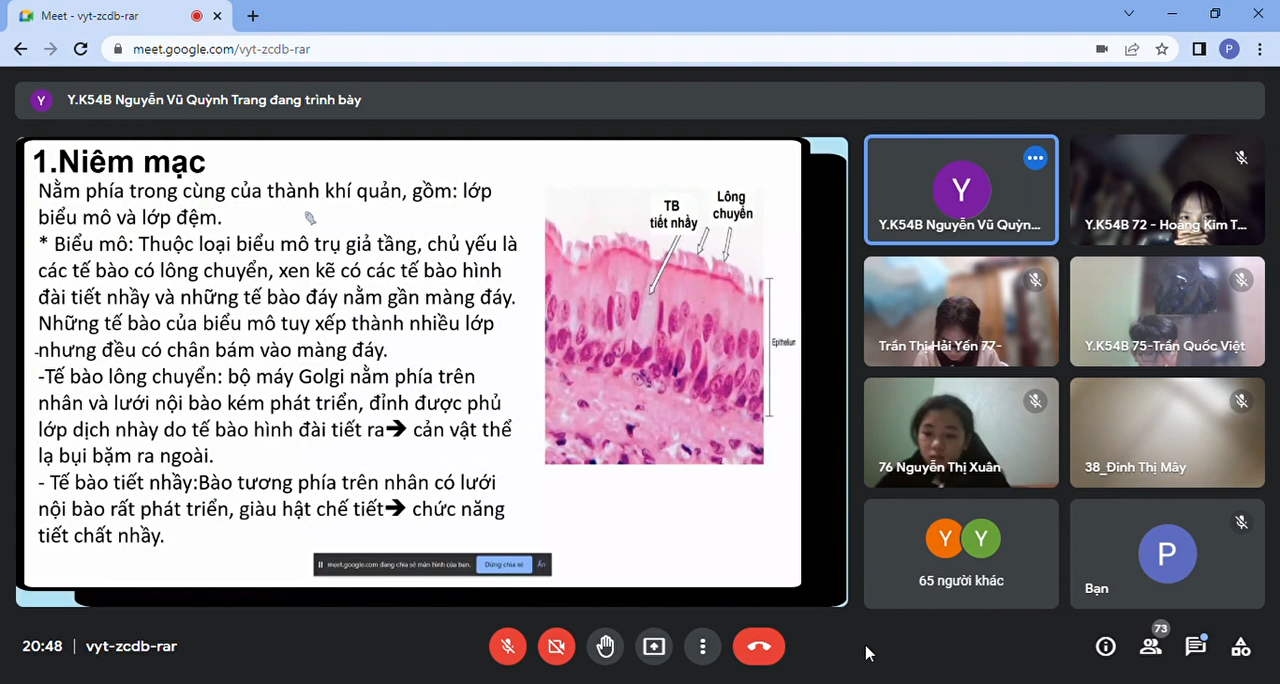 Meet - vyt-zcdb-rar
meet.google.com/vyt-zcdb-rar
P
Y
Y.K54B Nguyễn Vũ Quỳnh Trang đang trình bày
1.Niêm mạc
Nằm phía trong cùng của thành khí quản, gồm: lớp
biểu mô và lớp đệm.
* Biểu mô: Thuộc loại biểu mô trụ giả tầng, chủ yếu là
các tế bào có lông chuyển, xen kẽ có các tế bào hình
đài tiết nhầy và những tế bào đáy nằm gần màng đáy.
Những tế bào của biểu mô tuy xếp thành nhiều lớp
-nhưng đều có chân bám vào màng đáy.
-Tế bào lông chuyển: bộ máy Golgi nằm phía trên
nhân và lưới nội bào kém phát triển, đỉnh được phủ
lớp dịch nhày do tế bào hình đài tiết ra➔ cản vật thể
lạ bụi bặm ra ngoài.
- Tế bào tiết nhầy:Bào tương phía trên nhân có lưới
nội bào rất phát triển, giàu hạt chế tiết➔ chức năng
tiết chất nhầy.
TB
tiết nhầy
Lông
chuyển
Epithelium
meet.google.com đang chia sẻ màn hình của bạn.
Dừng chia sẻ
Ẩn
Y
Y.K54B Nguyễn Vũ Quỳn...
Y.K54B 72 - Hoàng Kim T...
Trần Thị Hải Yến 77-
Y.K54B 75-Trần Quốc Việt
76 Nguyễn Thị Xuân
38_Đinh Thị Mây
Y Y
65 người khác
P
Bạn
20:48 | vyt-zcdb-rar
73